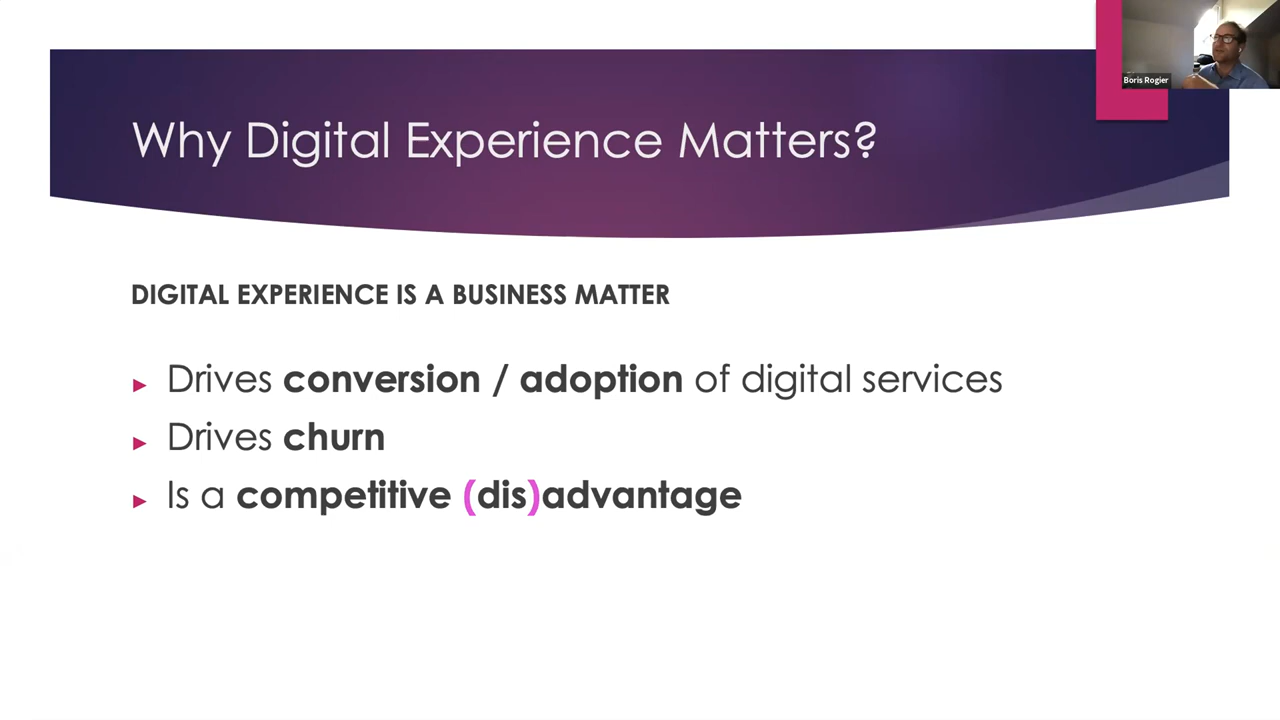 Boris Rogier
Why Digital Experience Matters?
DIGITAL EXPERIENCE IS A BUSINESS MATTER
► Drives conversion / adoption of digital services
► Drives churn
► Is a competitive (dis)advantage